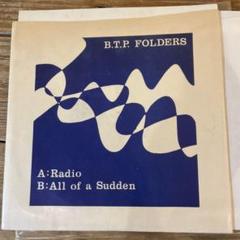 B.T.P. FOLDERS
A:Radio
B:All of a Sudden